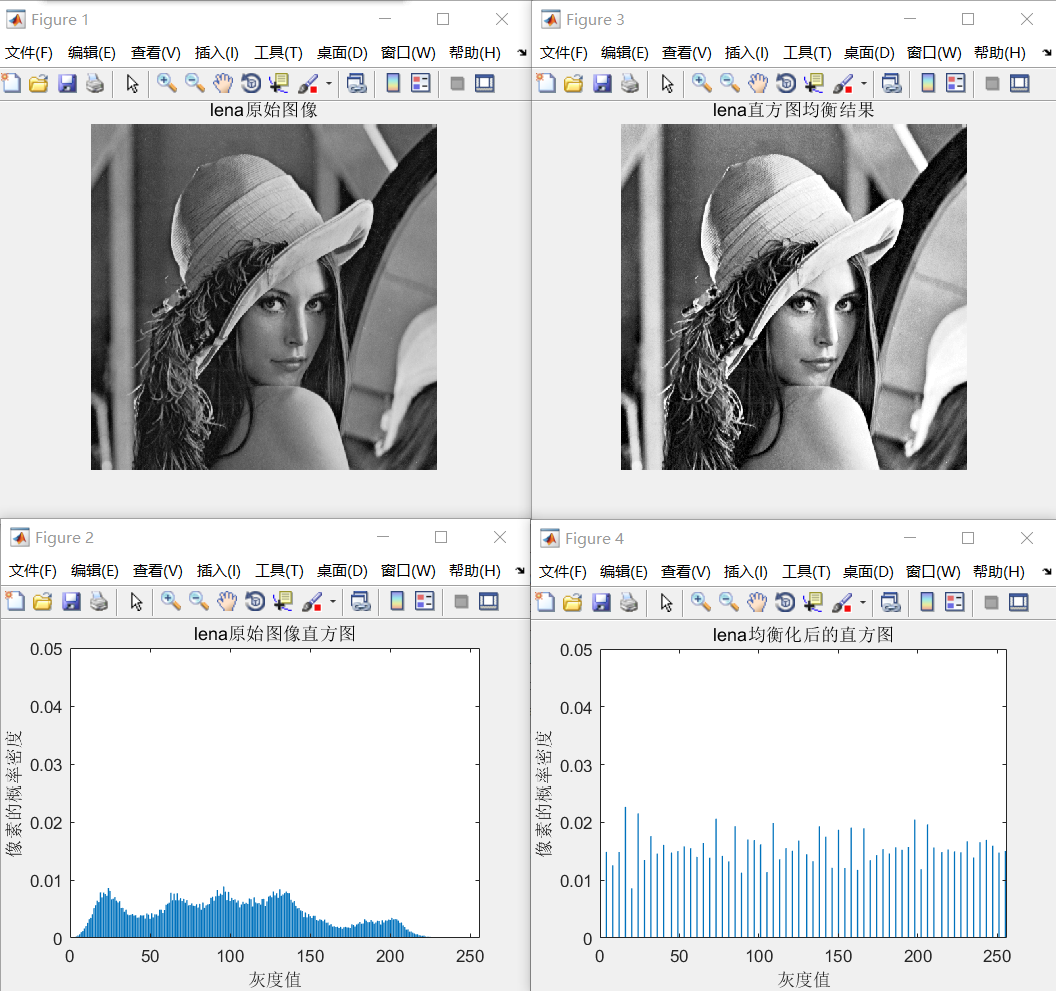 Figure 1
文件(F) 编辑(E) 查看(V) 插入(I) 工具(T) 桌面(D) 窗口(W) 帮助(H)
lena原始图像
Figure 3
文件(F) 编辑(E) 查看(V) 插入(I) 工具(T) 桌面(D) 窗口(W) 帮助(H)
lena直方图均衡结果
Figure 2
文件(F) 编辑(E) 查看(V) 插入(I) 工具(T) 桌面(D) 窗口(W) 帮助(H)
lena原始图像直方图
0.05
0.04
0.03
0.02
0.01
0
像素的概率密度
0 50 100 150 200 250
灰度值
Figure 4
文件(F) 编辑(E) 查看(V) 插入(I) 工具(T) 桌面(D) 窗口(W) 帮助(H)
lena均衡化后的直方图
0.05
0.04
0.03
0.02
0.01
0
像素的概率密度
0 50 100 150 200 250
灰度值